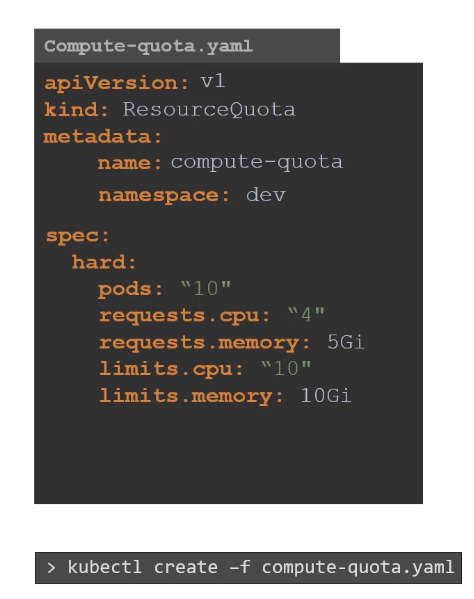 Compute-quota.yaml
apiVersion: v1
kind: ResourceQuota
metadata:
name: compute-quota
namespace: dev
spec:
hard:
pods: “10"
requests.cpu: “4"
requests.memory: 5Gi
limits.cpu: “10"
limits.memory: 10Gi
> kubectl create –f compute-quota.yaml